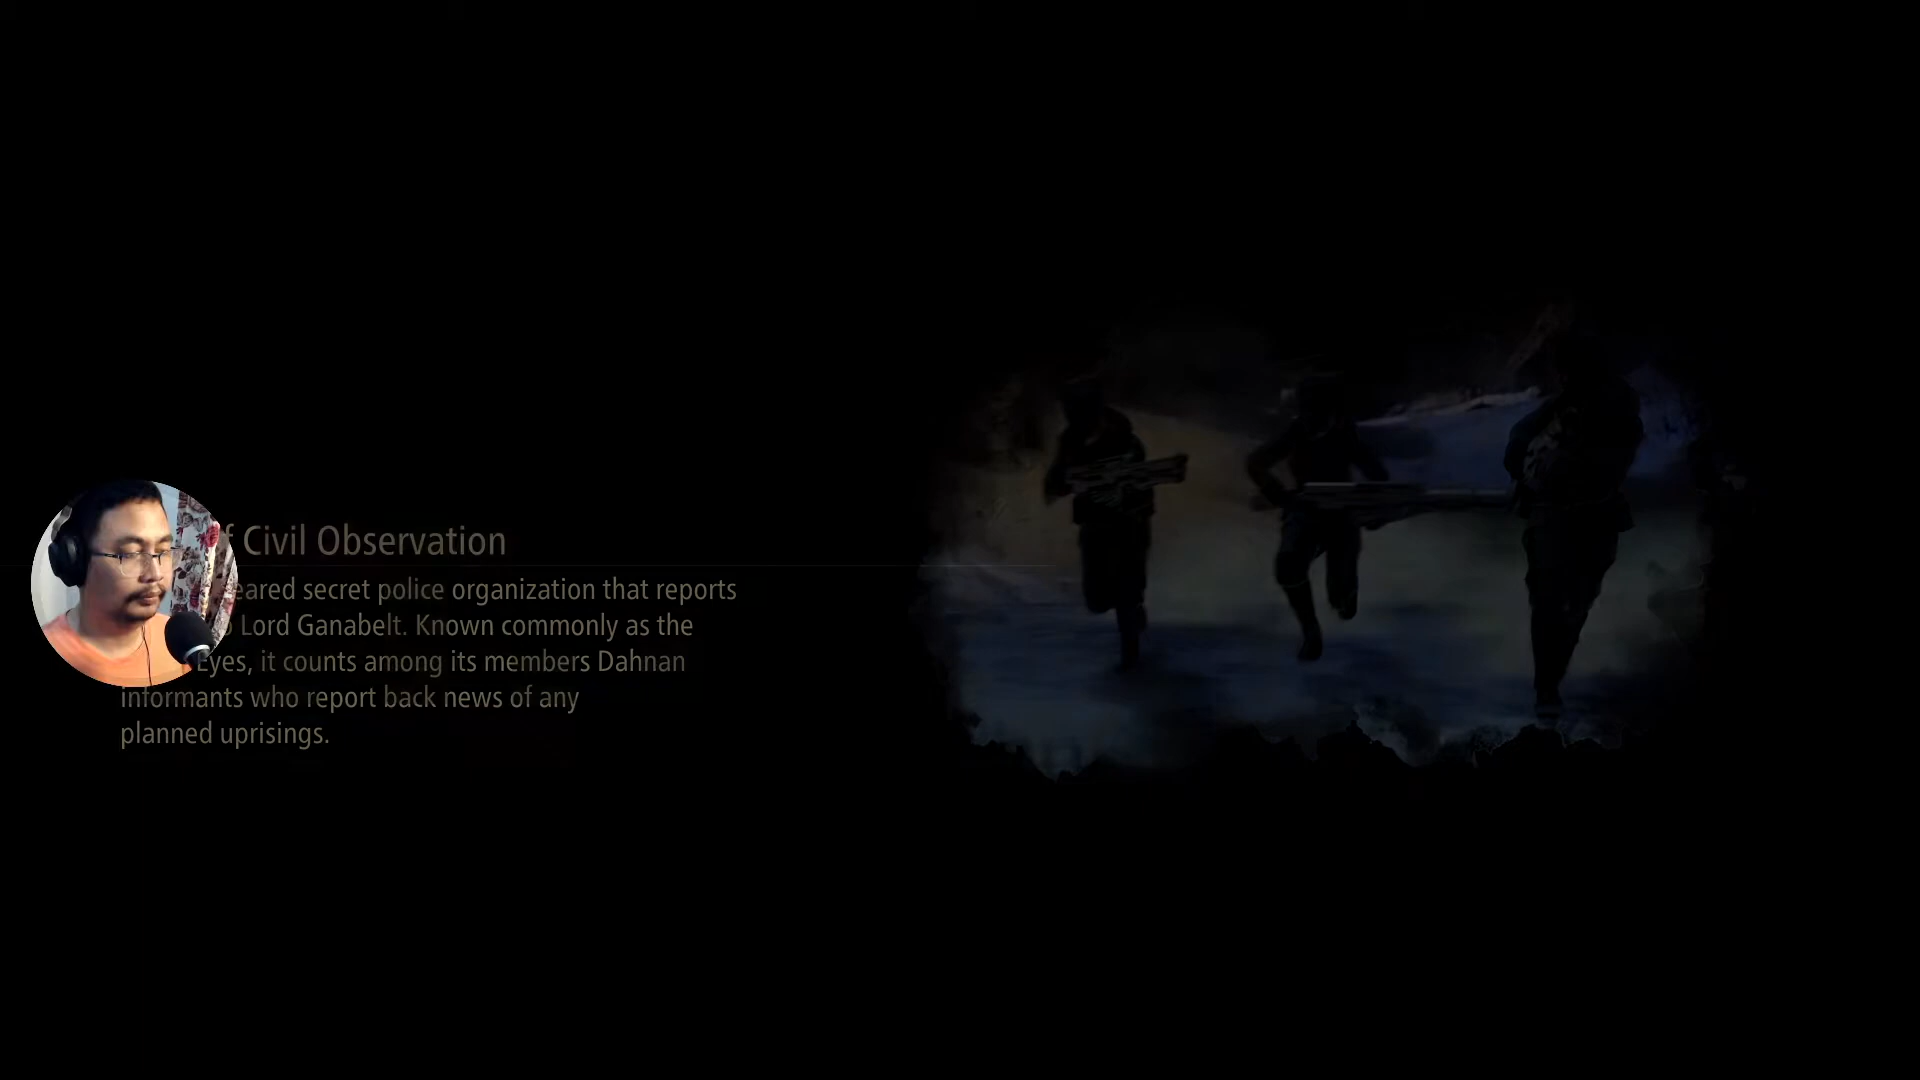 f Civil Observation
eared secret police organization that reports
Lord Ganabelt. Known commonly as the
Eyes, it counts among its members Dahnan
informants who report back news of any
planned uprisings.